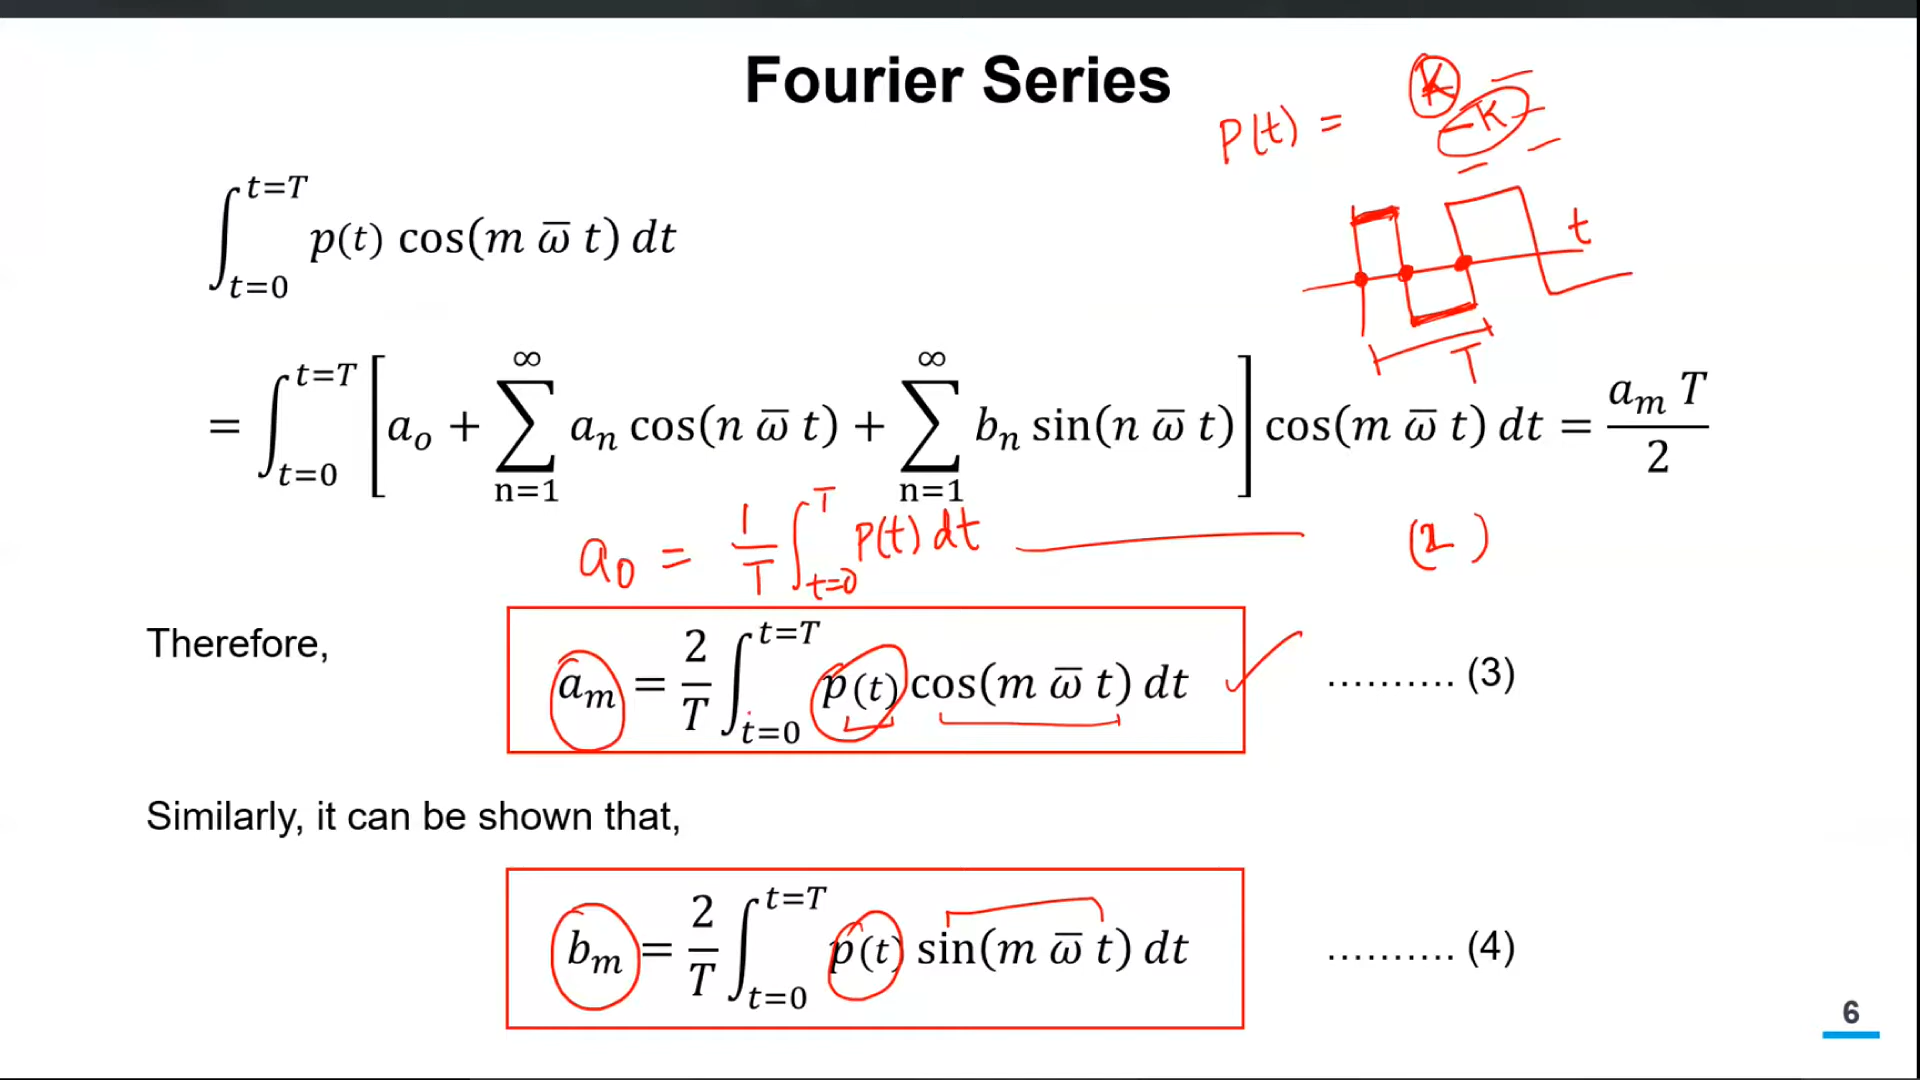 Fourier Series
P(t) = K
-K
t
T
∫_{t=0}^{t=T} p(t) cos(m ω̅ t) dt
= ∫_{t=0}^{t=T} [a_o + ∑_{n=1}^{∞} a_n cos(n ω̅ t) + ∑_{n=1}^{∞} b_n sin(n ω̅ t)] cos(m ω̅ t) dt = a_m T / 2
a_0 = 1/T ∫_{t=0}^{T} P(t) dt
Therefore,
a_m = 2/T ∫_{t=0}^{t=T} p(t) cos(m ω̅ t) dt .......... (3)
Similarly, it can be shown that,
b_m = 2/T ∫_{t=0}^{t=T} p(t) sin(m ω̅ t) dt .......... (4)
6